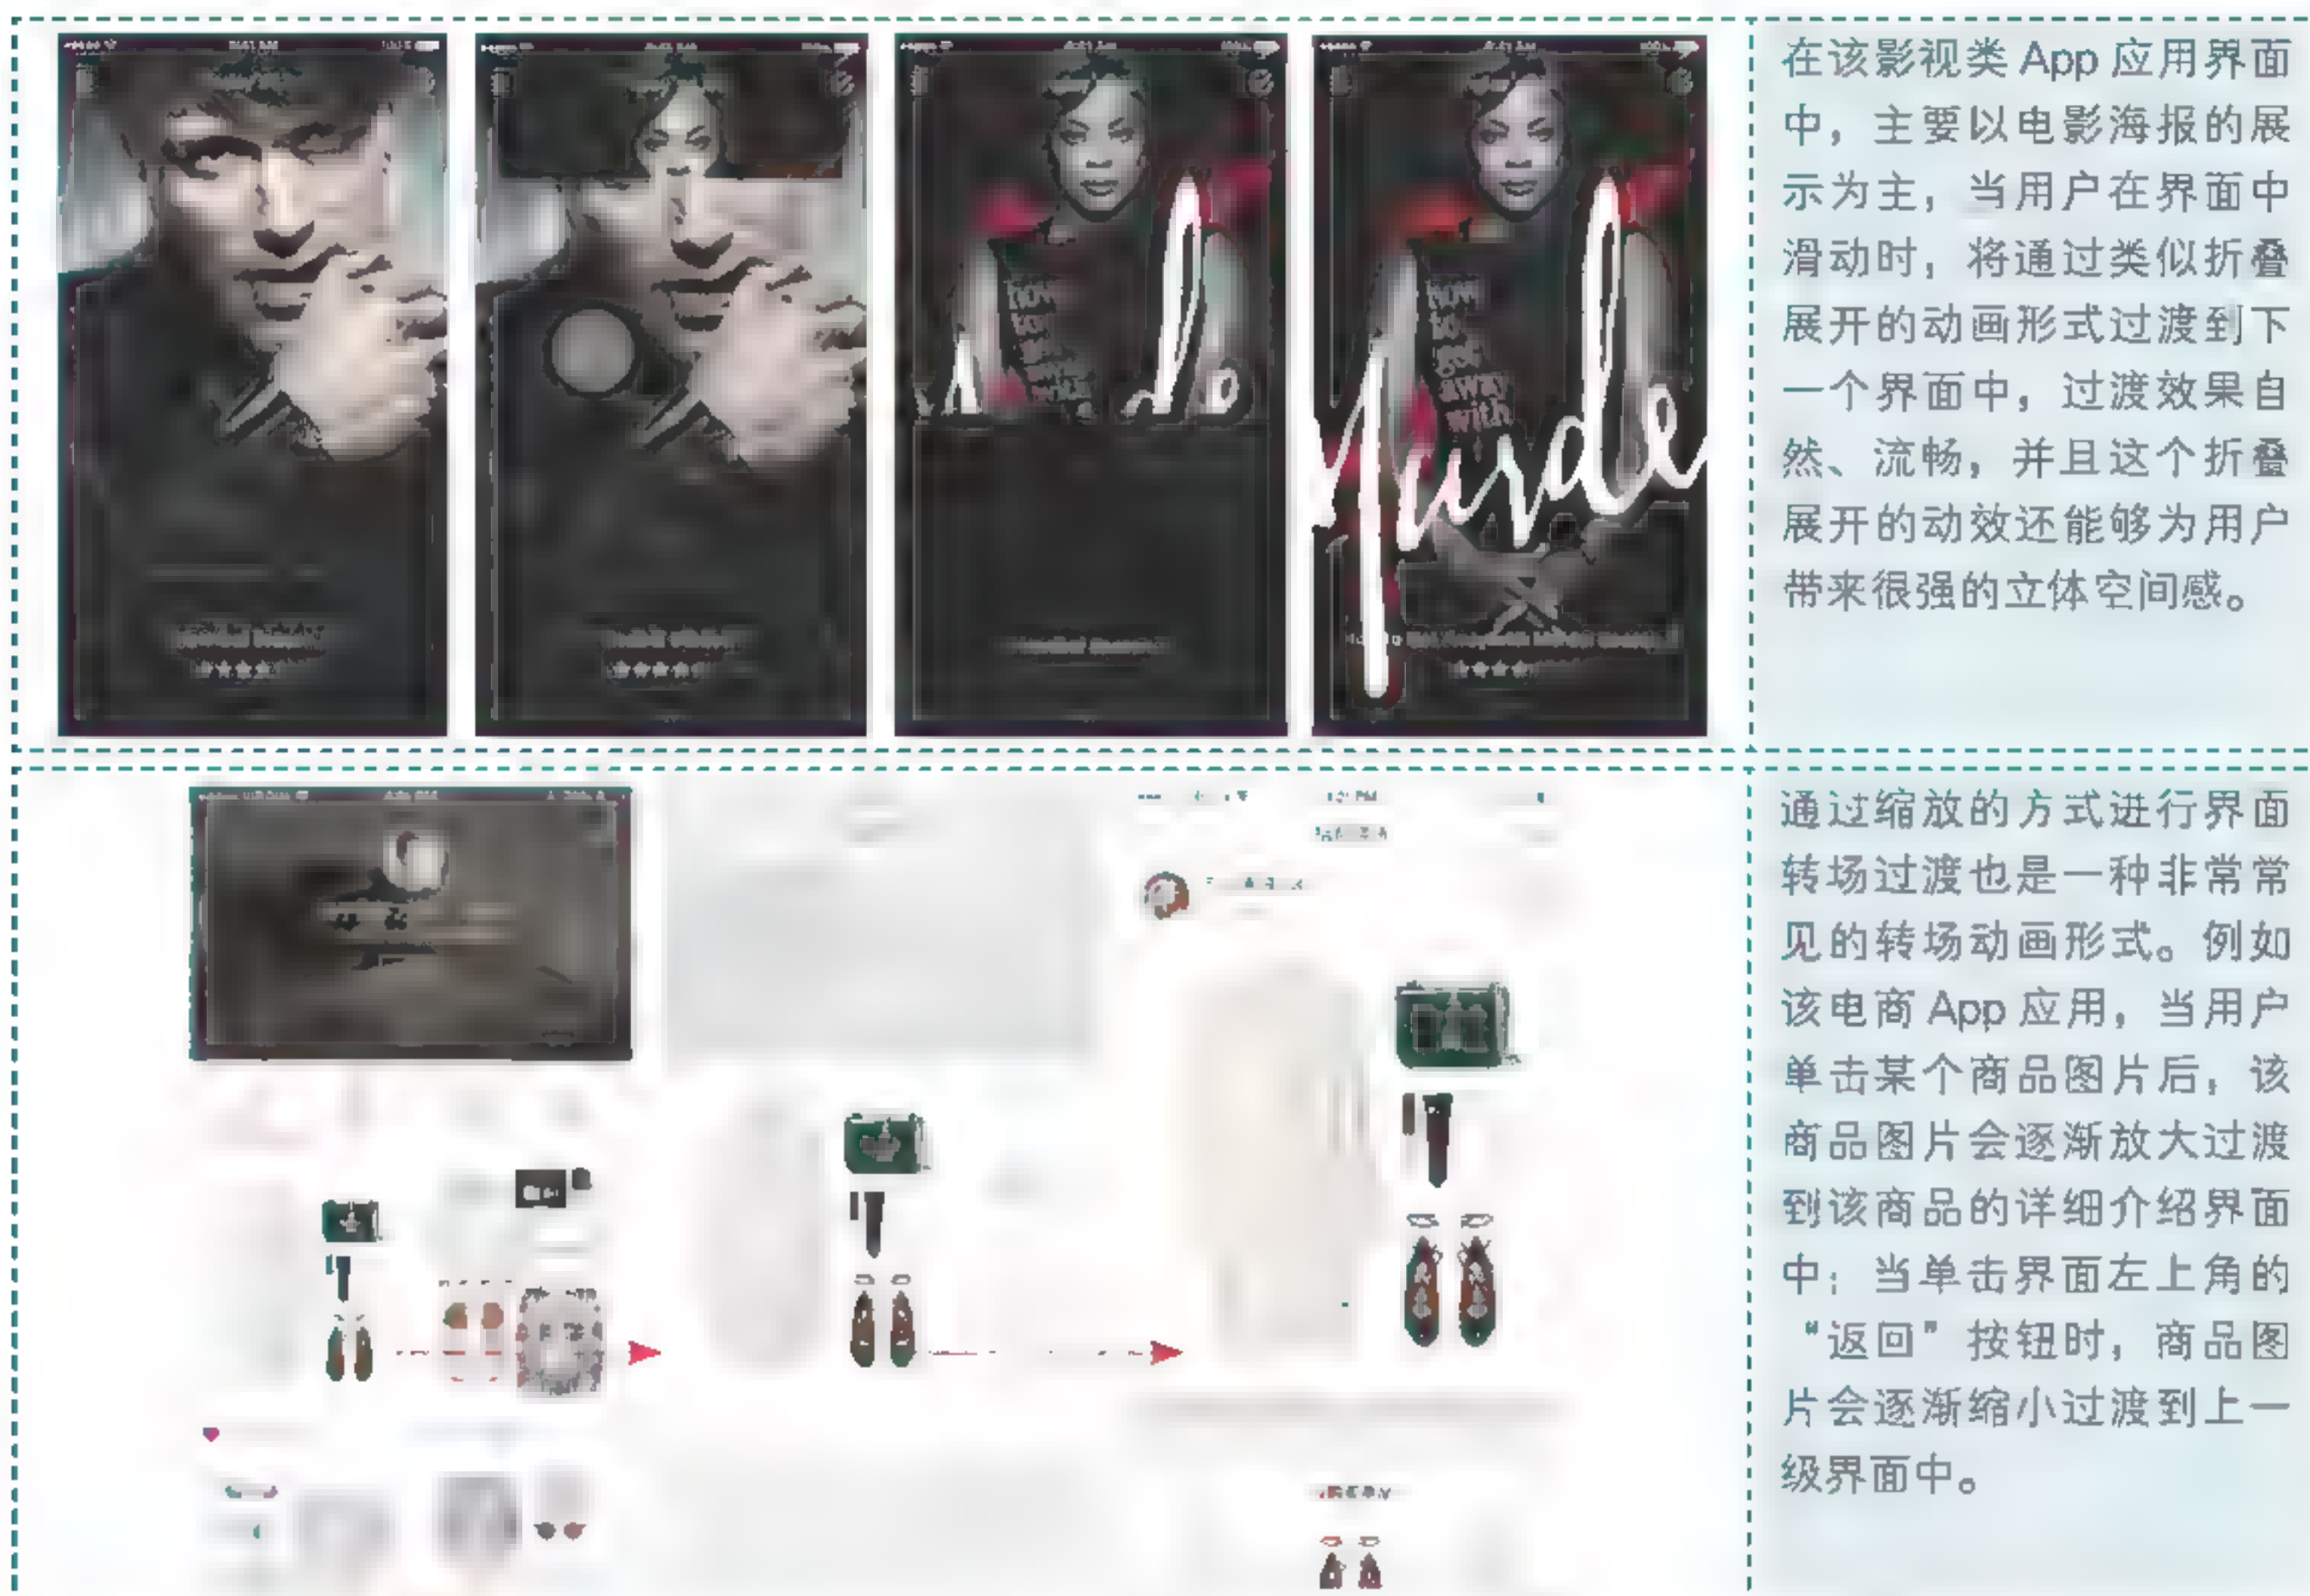 在该影视类 App 应用界面
中，主要以电影海报的展
示为主，当用户在界面中
滑动时，将通过类似折叠
展开的动画形式过渡到下
一个界面中，过渡效果自
然、流畅，并且这个折叠
展开的动效还能够为用户
带来很强的立体空间感。
away
with
Murde
通过缩放的方式进行界面
转场过渡也是一种非常常
见的转场动画形式。例如
该电商 App 应用，当用户
单击某个商品图片后，该
商品图片会逐渐放大过渡
到该商品的详细介绍界面
中；当单击界面左上角的
“返回”按钮时，商品图
片会逐渐缩小过渡到上一
级界面中。